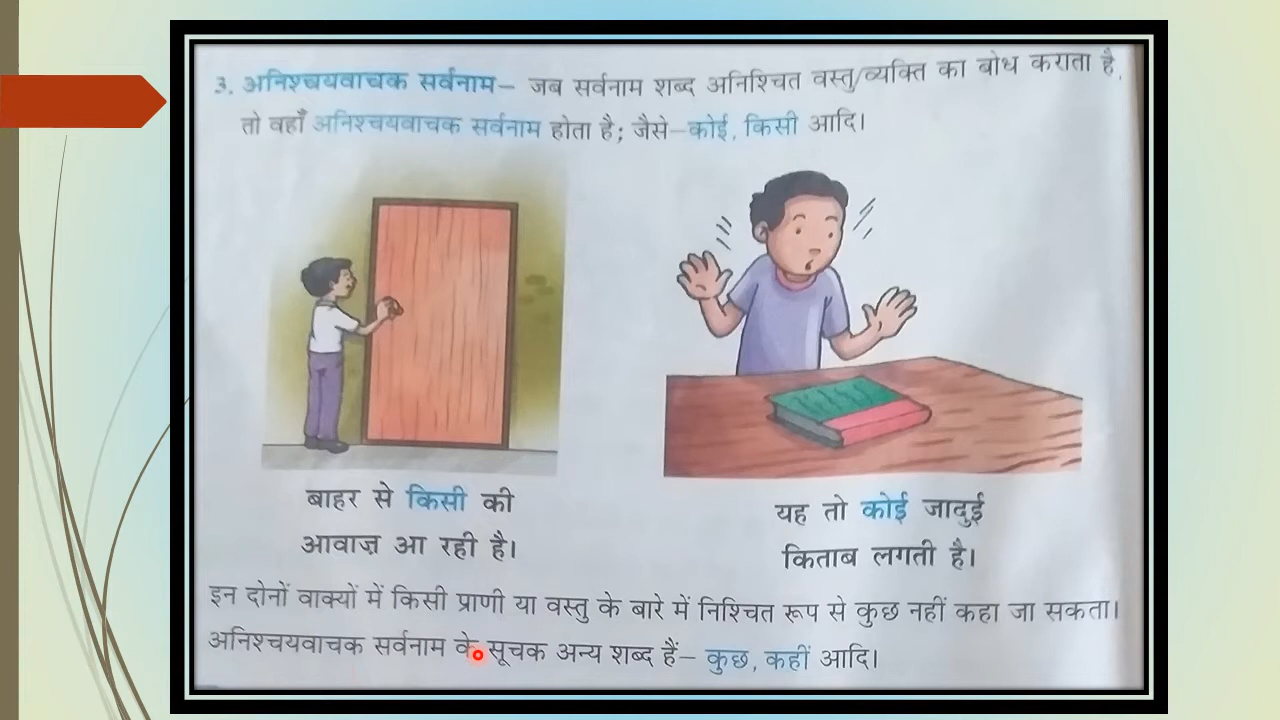 3. अनिश्चयवाचक सर्वनाम– जब सर्वनाम शब्द अनिश्चित वस्तु/व्यक्ति का बोध कराता है,
तो वहाँ अनिश्चयवाचक सर्वनाम होता है; जैसे–कोई, किसी आदि।
बाहर से किसी की
आवाज़ आ रही है।
यह तो कोई जादुई
किताब लगती है।
इन दोनों वाक्यों में किसी प्राणी या वस्तु के बारे में निश्चित रूप से कुछ नहीं कहा जा सकता।
अनिश्चयवाचक सर्वनाम के सूचक अन्य शब्द हैं– कुछ, कहीं आदि।